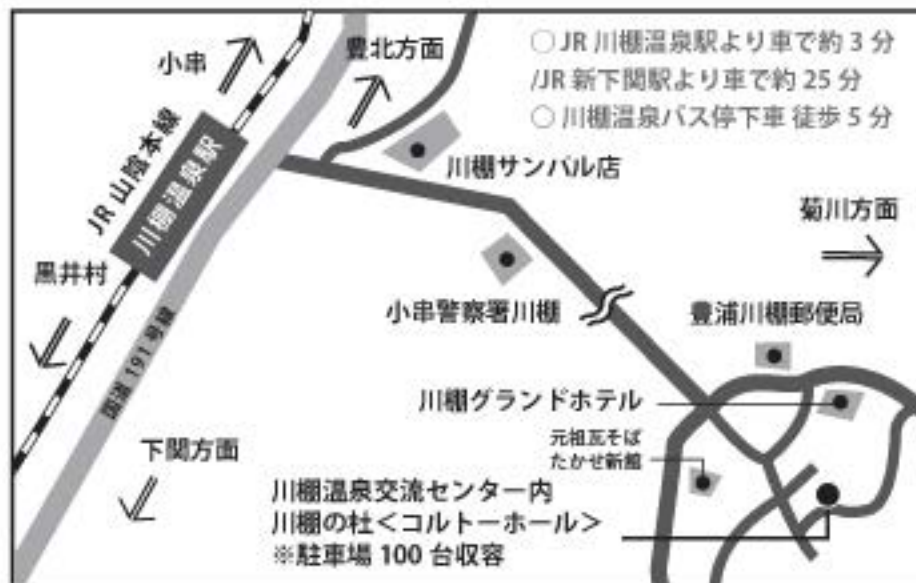 ○ JR 川棚温泉駅より車で約 3 分
/JR 新下関駅より車で約 25 分
○ 川棚温泉バス停下車 徒歩 5 分
小串
豊北方面
JR 山陰本線
川棚温泉駅
川棚サンパル店
菊川方面
黒井村
小串警察署川棚
豊浦川棚郵便局
国道 191 号線
川棚グランドホテル
下関方面
元祖瓦そば
たかせ新館
川棚温泉交流センター内
川棚の杜<コルトーホール>
※駐車場 100 台収容